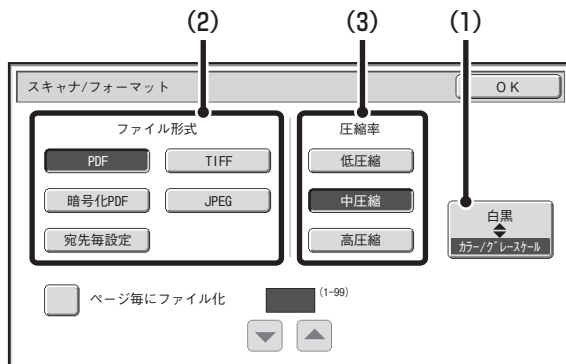 (2) (3) (1)
スキャナ/フォーマット OK
ファイル形式 圧縮率
PDF TIFF 低圧縮
暗号化PDF JPEG 中圧縮
白黒
カラー/グレースケール
宛先毎設定 高圧縮
ページ毎にファイル化 (1-99)